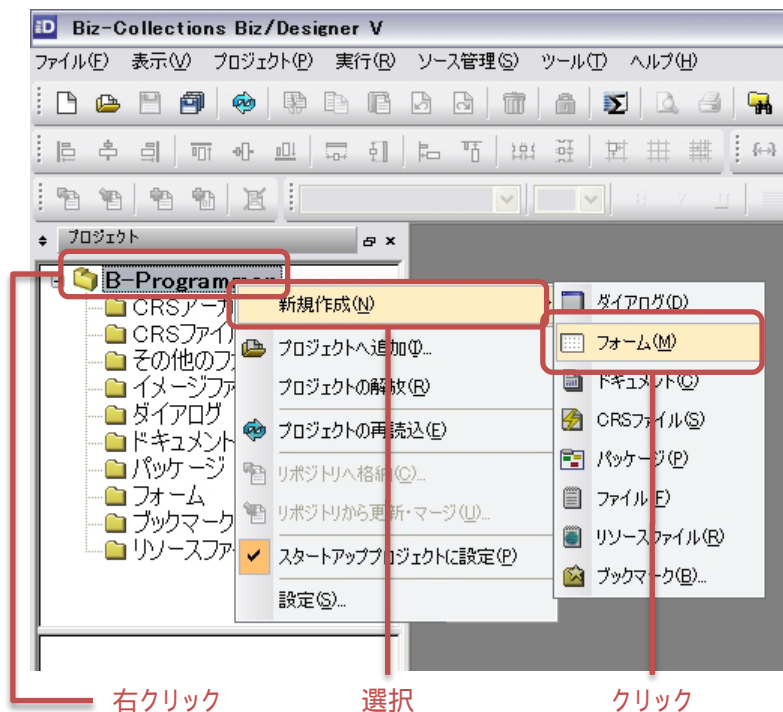 Biz-Collections Biz/Designer V
ファイル(F) 表示(V) プロジェクト(P) 実行(R) ソース管理(S) ツール(T) ヘルプ(H)
プロジェクト
B-Programmer
CRSアーカ
CRSファイル
その他のフ
イメージファ
ダイアログ
ドキュメント
パッケージ
フォーム
ブックマーク
リソースファ
新規作成(N)
プロジェクトへ追加(I)...
プロジェクトの解放(R)
プロジェクトの再読込(E)
リポジトリへ格納(C)...
リポジトリから更新・マージ(U)...
スタートアッププロジェクトに設定(P)
設定(S)...
ダイアログ(D)
フォーム(M)
ドキュメント(C)
CRSファイル(S)
パッケージ(P)
ファイル(F)
リソースファイル(R)
ブックマーク(B)...
右クリック
選択
クリック